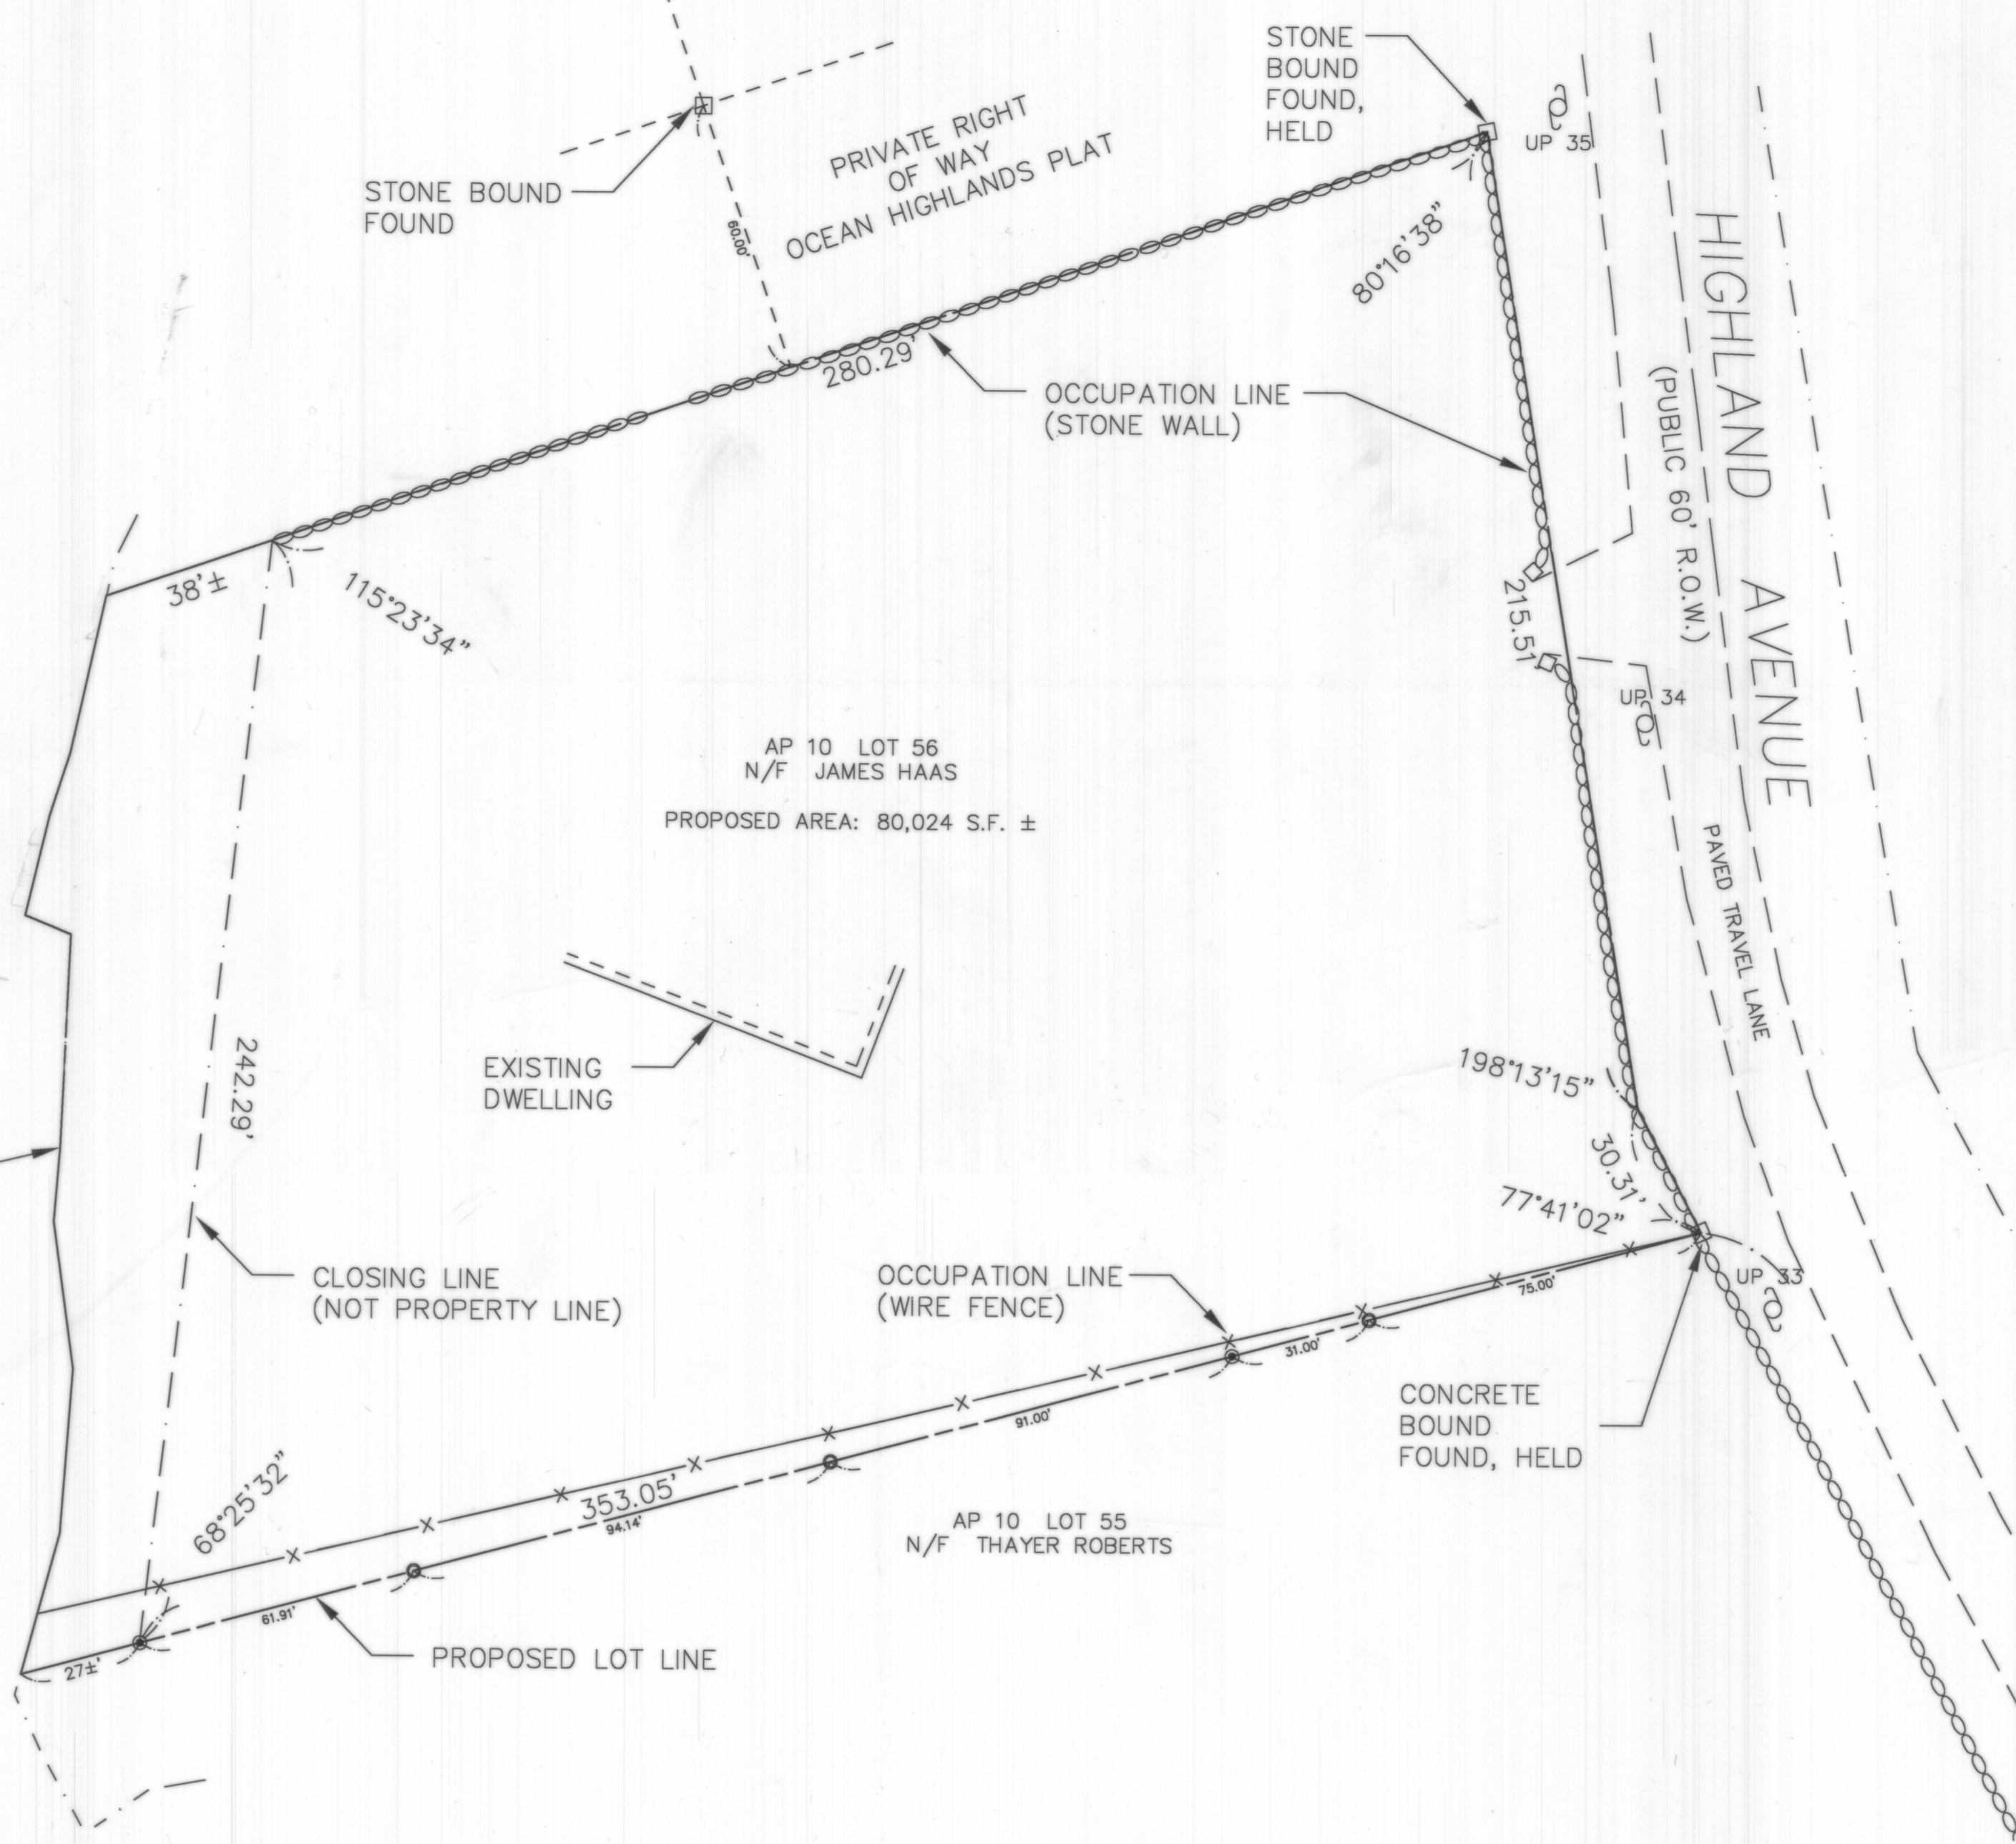 STONE
BOUND
FOUND,
HELD
UP 35
PRIVATE RIGHT
OF WAY
OCEAN HIGHLANDS PLAT
STONE BOUND
FOUND
60.00'
80°16'38"
HIGHLAND AVENUE
(PUBLIC 60' R.O.W.)
280.29'
OCCUPATION LINE
(STONE WALL)
38'±
115°23'34"
215.51'
UP 34
AP 10 LOT 56
N/F JAMES HAAS
PROPOSED AREA: 80,024 S.F. ±
PAVED TRAVEL LANE
242.29'
EXISTING
DWELLING
198°13'15"
30.31'
77°41'02"
CLOSING LINE
(NOT PROPERTY LINE)
OCCUPATION LINE
(WIRE FENCE)
UP 33
75.00'
31.00'
CONCRETE
BOUND
FOUND, HELD
91.00'
68°25'32"
353.05'
94.14'
AP 10 LOT 55
N/F THAYER ROBERTS
61.91'
PROPOSED LOT LINE
27±'